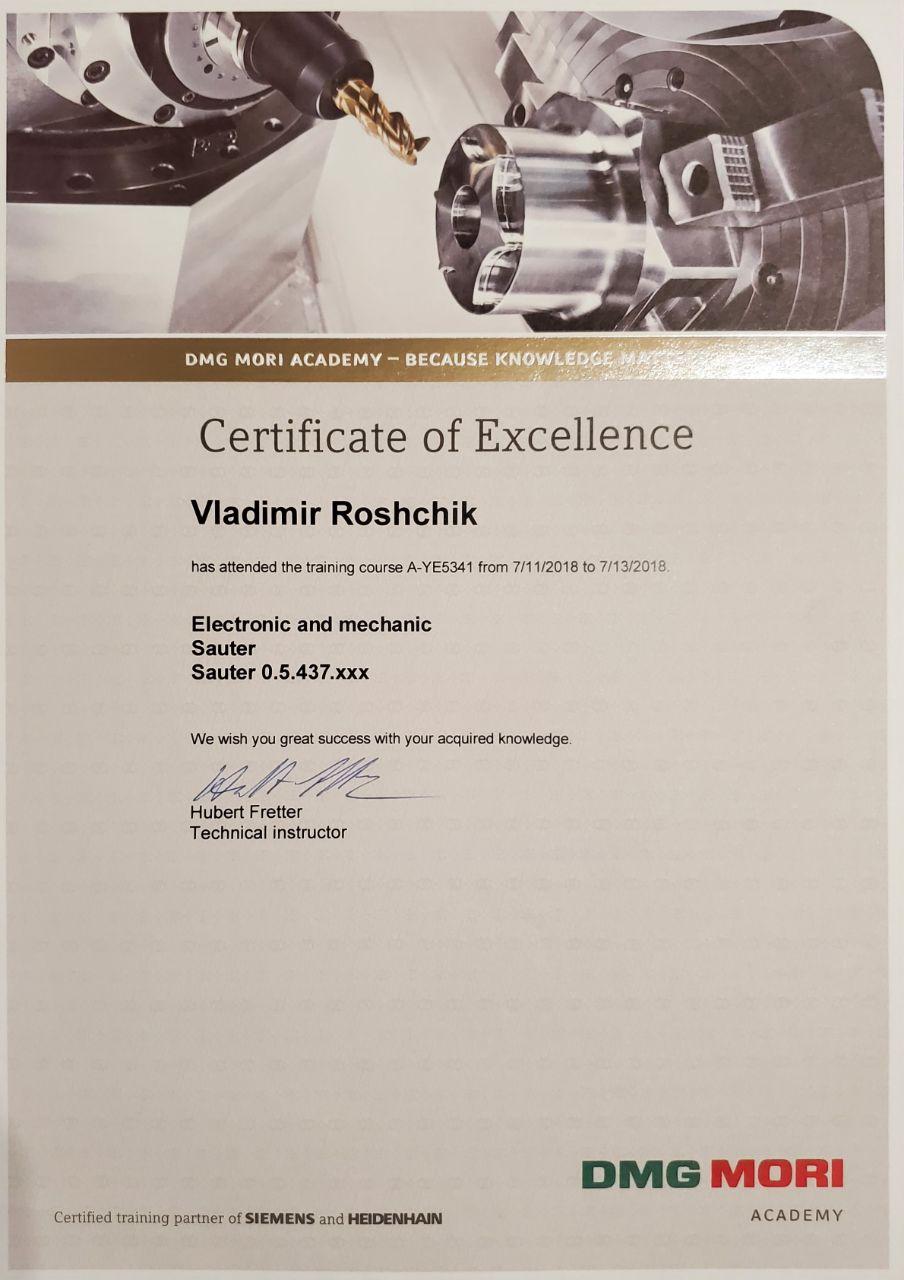 DMG MORI ACADEMY – BECAUSE KNOWLEDGE MATTERS
Certificate of Excellence
Vladimir Roshchik
has attended the training course A-YE5341 from 7/11/2018 to 7/13/2018.
Electronic and mechanic
Sauter
Sauter 0.5.437.xxx
We wish you great success with your acquired knowledge.
Hubert Fretter
Technical instructor
DMG MORI
ACADEMY
Certified training partner of SIEMENS and HEIDENHAIN